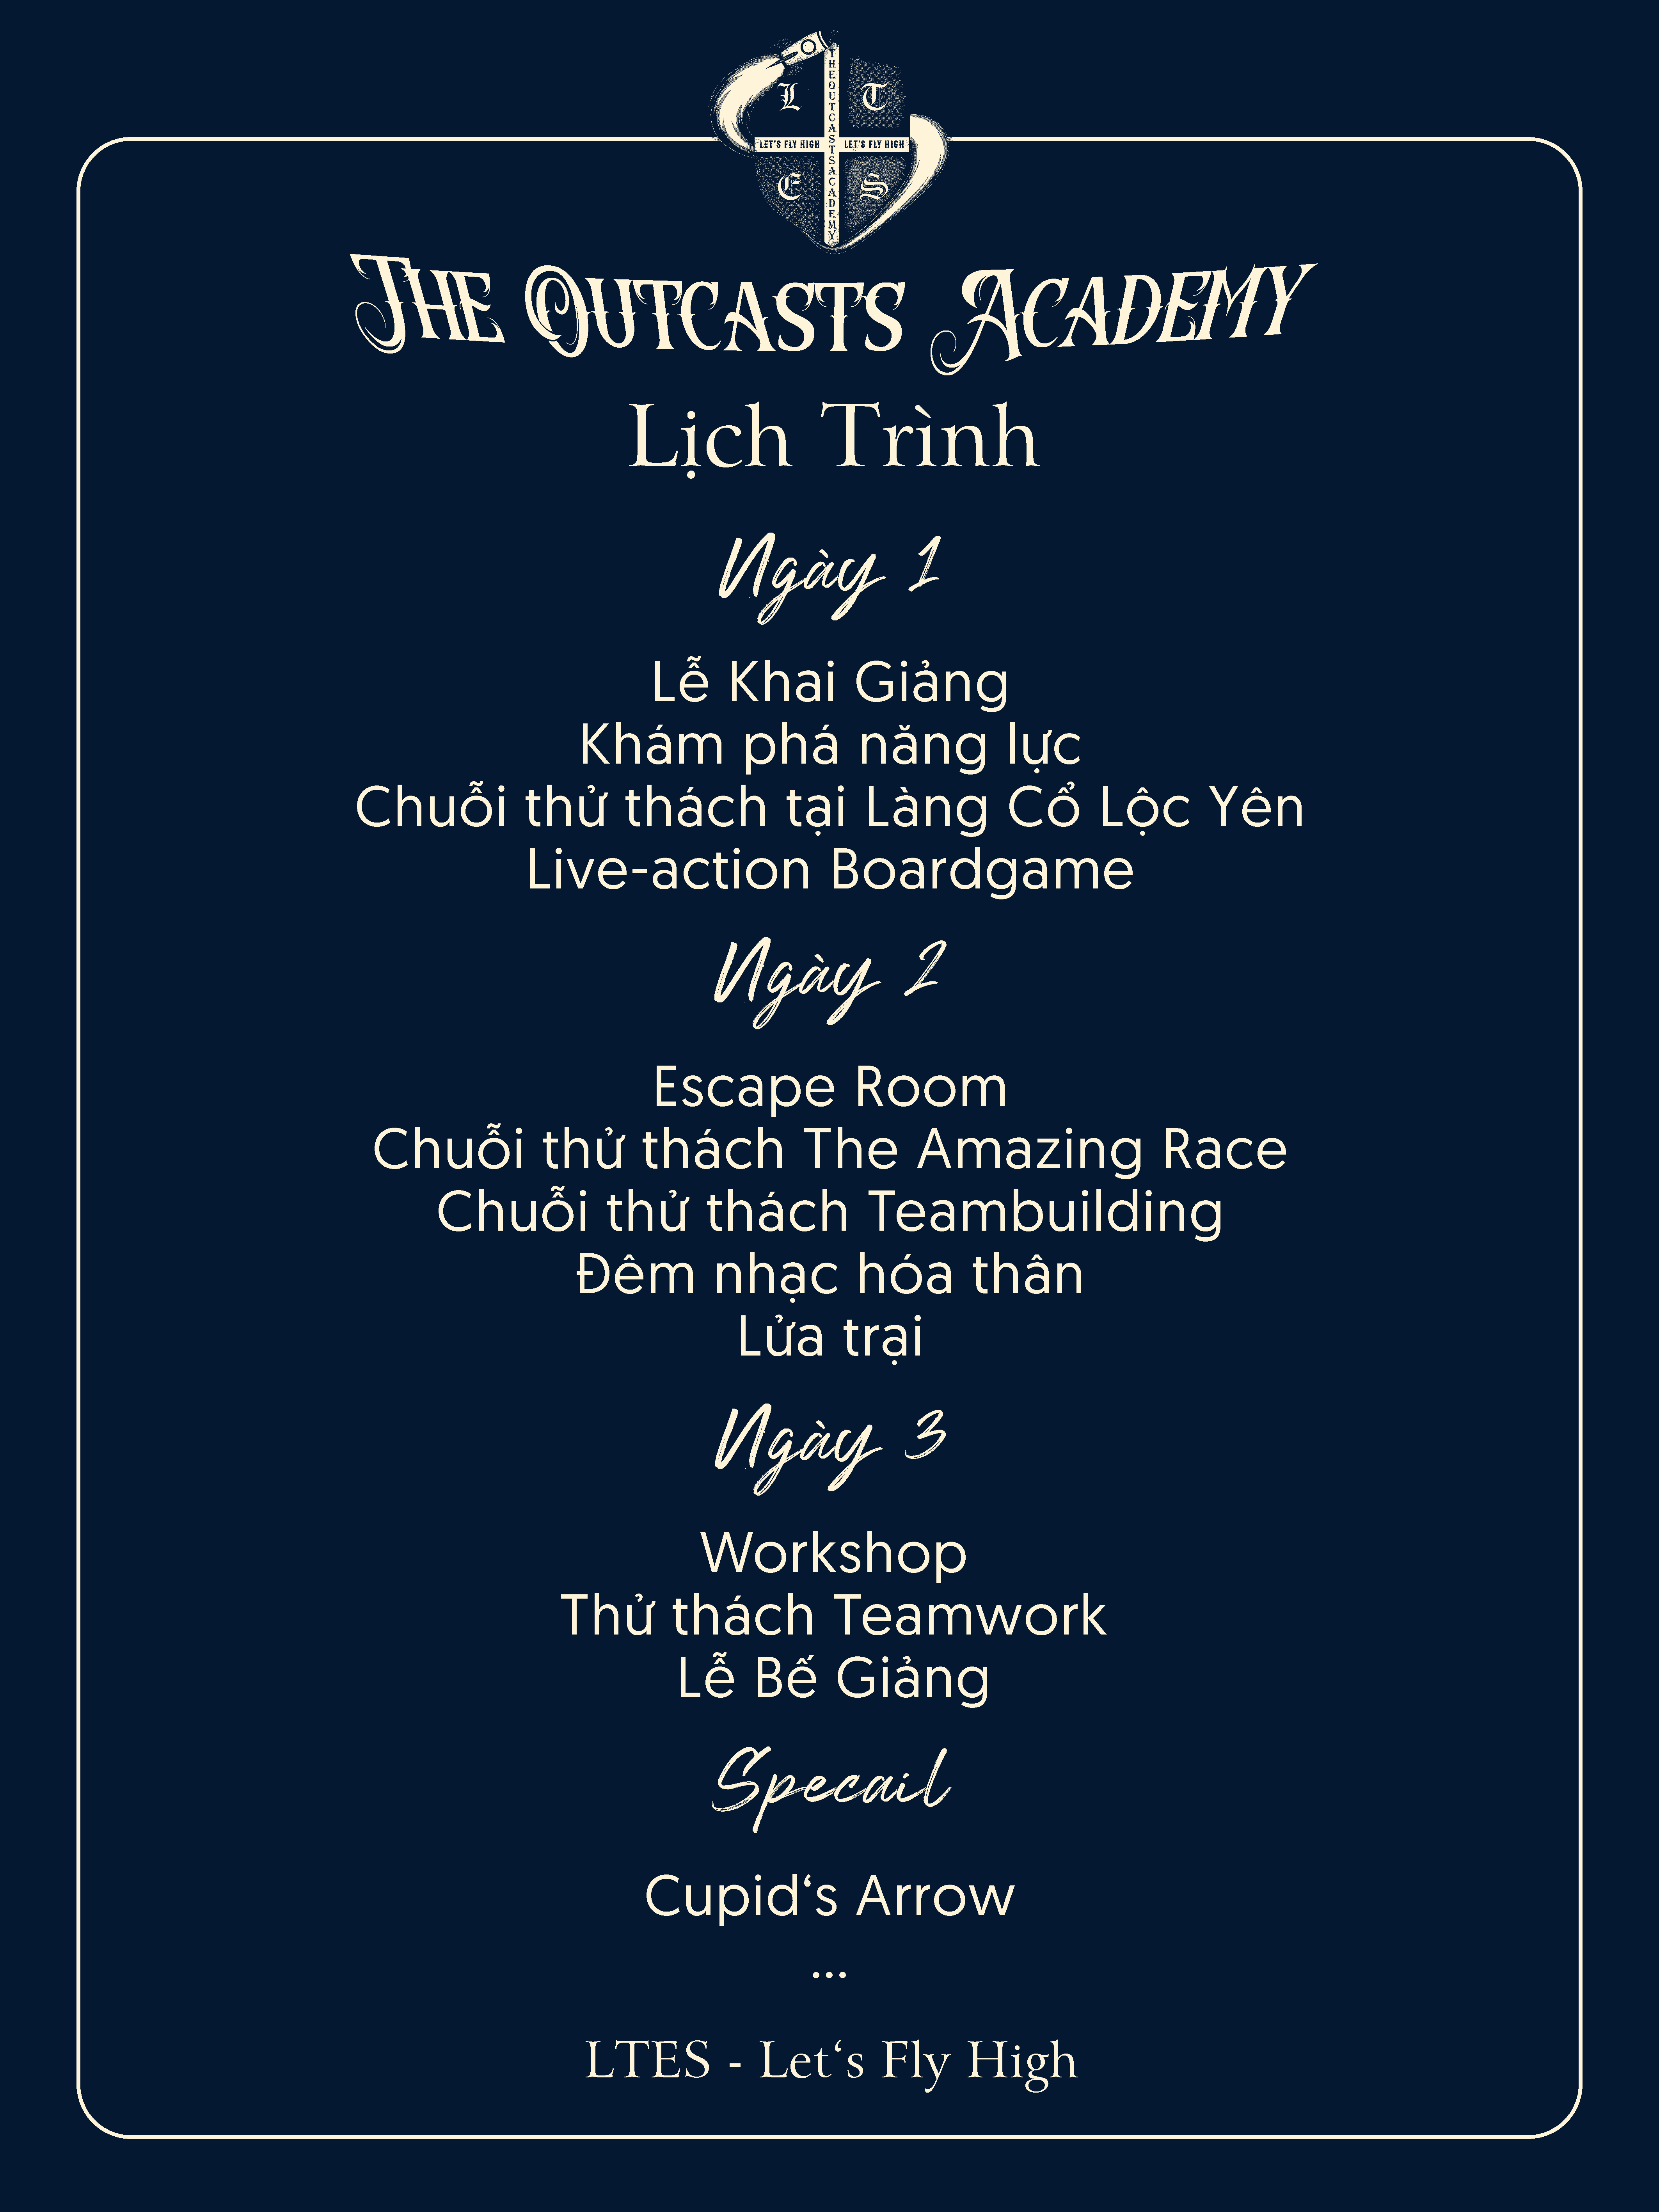 L T
THE OUTCASTS ACADEMY
LET'S FLY HIGH LET'S FLY HIGH
E S
THE OUTCASTS ACADEMY
Lịch Trình
Ngày 1
Lễ Khai Giảng
Khám phá năng lực
Chuỗi thử thách tại Làng Cổ Lộc Yên
Live-action Boardgame
Ngày 2
Escape Room
Chuỗi thử thách The Amazing Race
Chuỗi thử thách Teambuilding
Đêm nhạc hóa thân
Lửa trại
Ngày 3
Workshop
Thử thách Teamwork
Lễ Bế Giảng
Specail
Cupid‘s Arrow
...
LTES - Let‘s Fly High